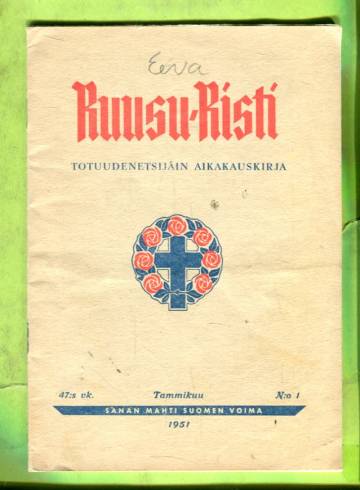 Eeva
Ruusu-Risti
TOTUUDENETSIJÄIN AIKAKAUSKIRJA
47:s vk. Tammikuu N:o 1
SANAN MAHTI SUOMEN VOIMA
1951